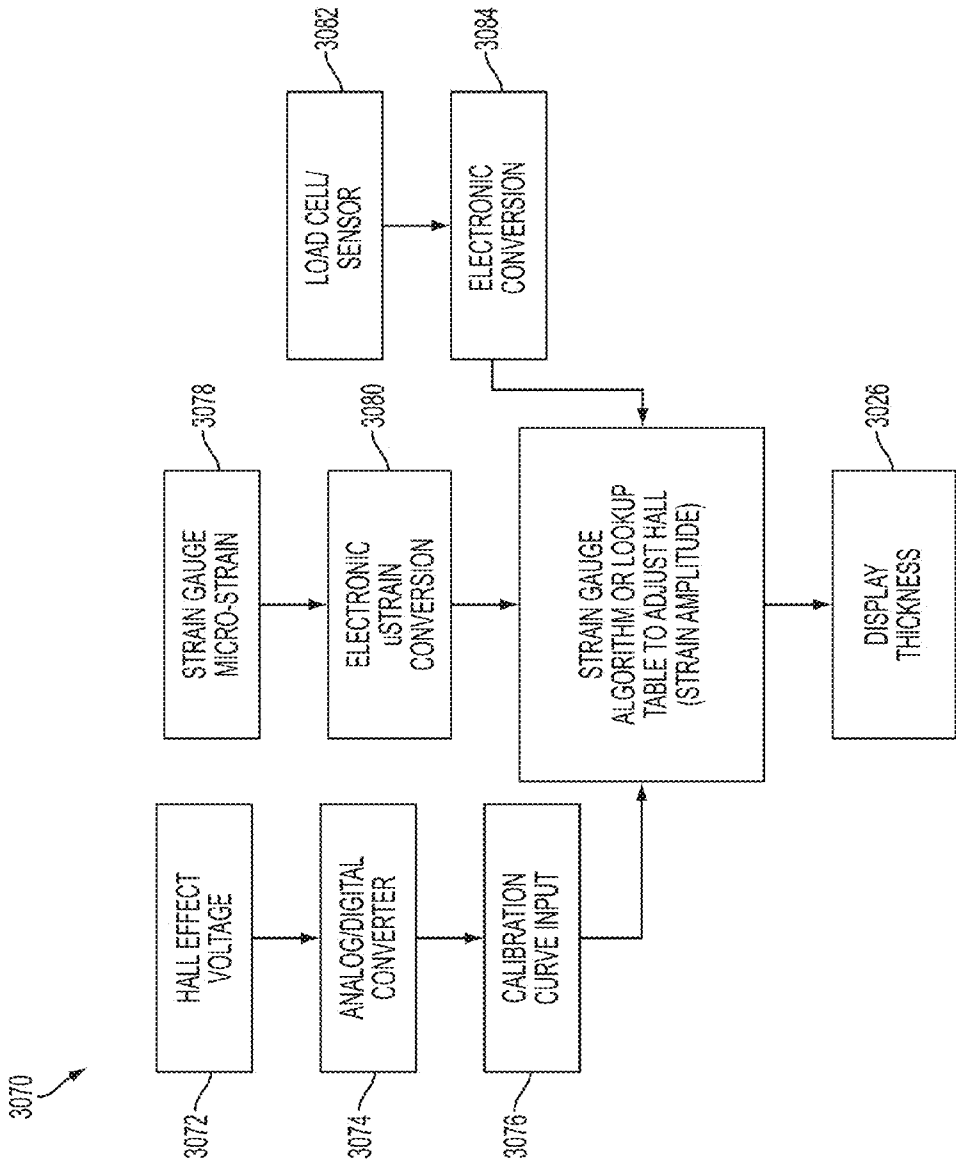 3070
HALL EFFECT
VOLTAGE
3072
ANALOG/DIGITAL
CONVERTER
3074
CALIBRATION
CURVE INPUT
3076
STRAIN GAUGE
MICRO-STRAIN
3078
ELECTRONIC
uSTRAIN
CONVERSION
3080
LOAD CELL/
SENSOR
3082
ELECTRONIC
CONVERSION
3084
STRAIN GAUGE
ALGORITHM OR LOOKUP
TABLE TO ADJUST HALL
(STRAIN AMPLITUDE)
DISPLAY
THICKNESS
3026